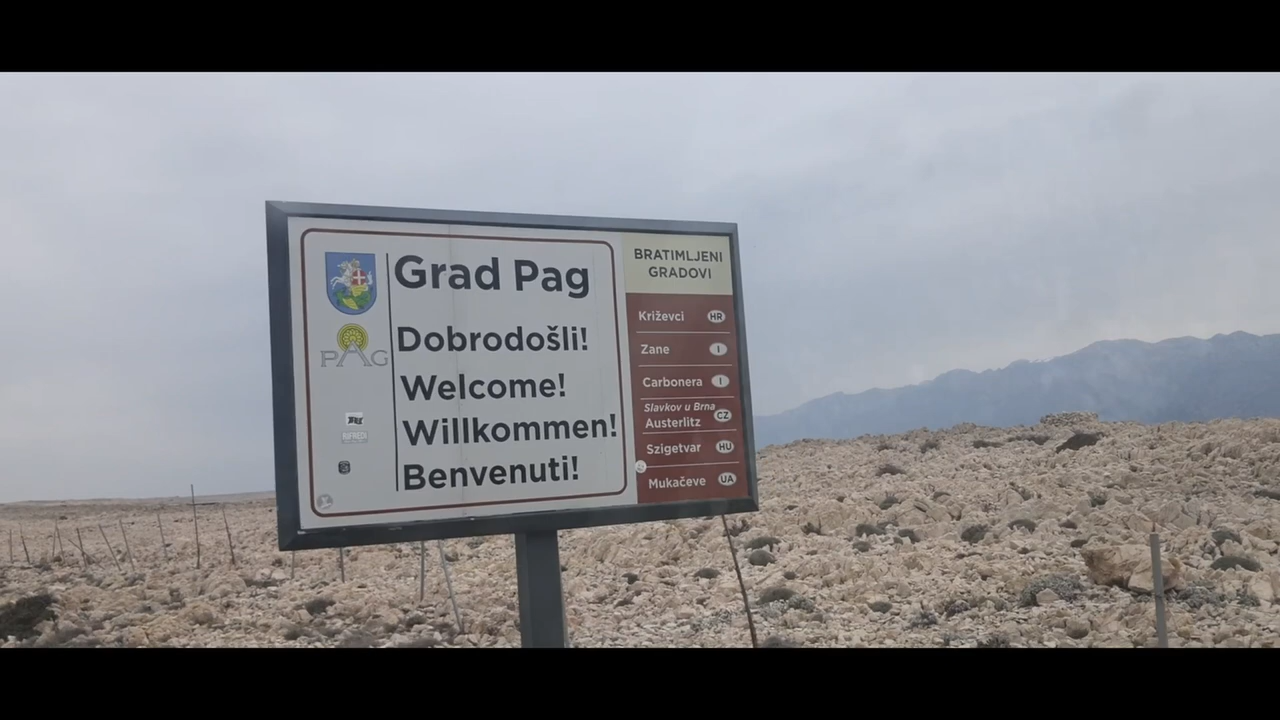 Grad Pag
PAG
Dobrodošli!
Welcome!
Willkommen!
Benvenuti!
BRATIMLJENI
GRADOVI
Križevci HR
Zane I
Carbonera I
Slavkov u Brna
Austerlitz CZ
Szigetvar HU
Mukačeve UA